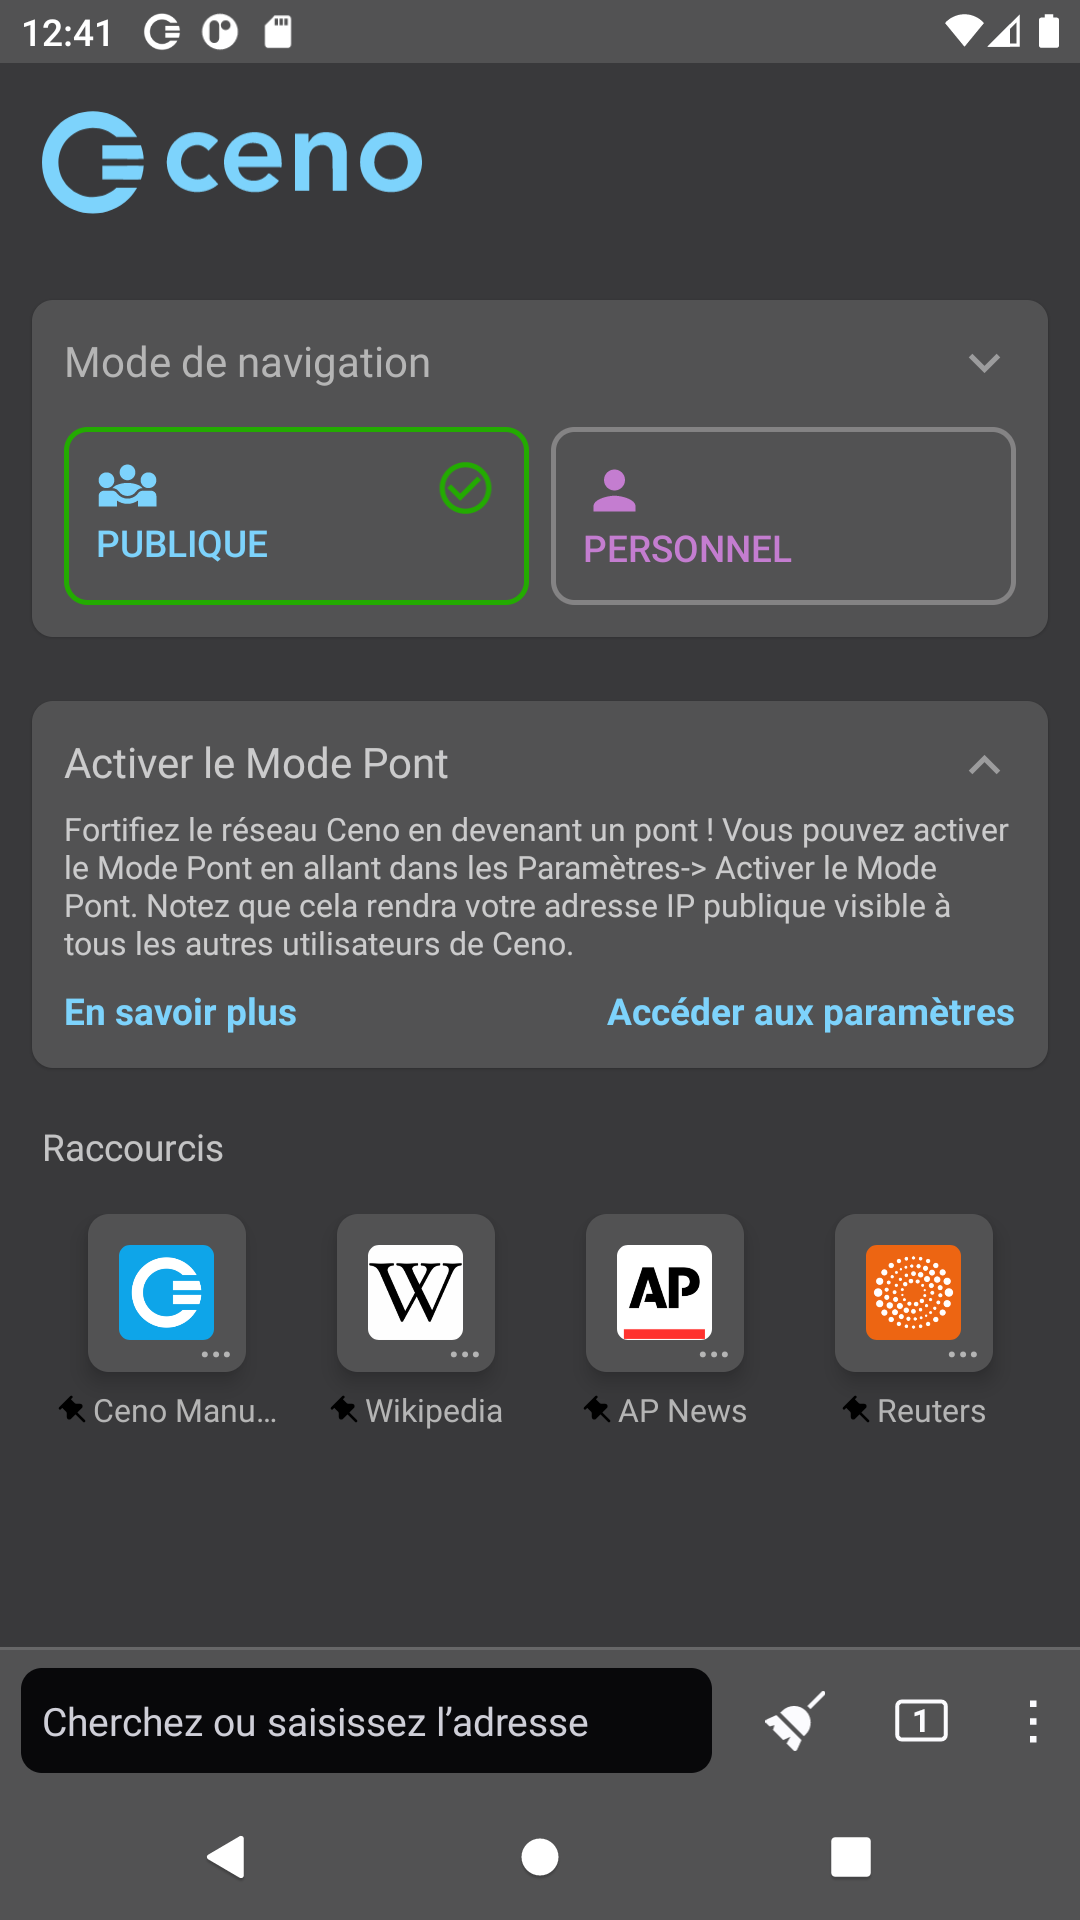 12:41
ceno
Mode de navigation
PUBLIQUE
PERSONNEL
Activer le Mode Pont
Fortifiez le réseau Ceno en devenant un pont ! Vous pouvez activer
le Mode Pont en allant dans les Paramètres-> Activer le Mode
Pont. Notez que cela rendra votre adresse IP publique visible à
tous les autres utilisateurs de Ceno.
En savoir plus
Accéder aux paramètres
Raccourcis
W
AP
Ceno Manu...
Wikipedia
AP News
Reuters
Cherchez ou saisissez l’adresse
1